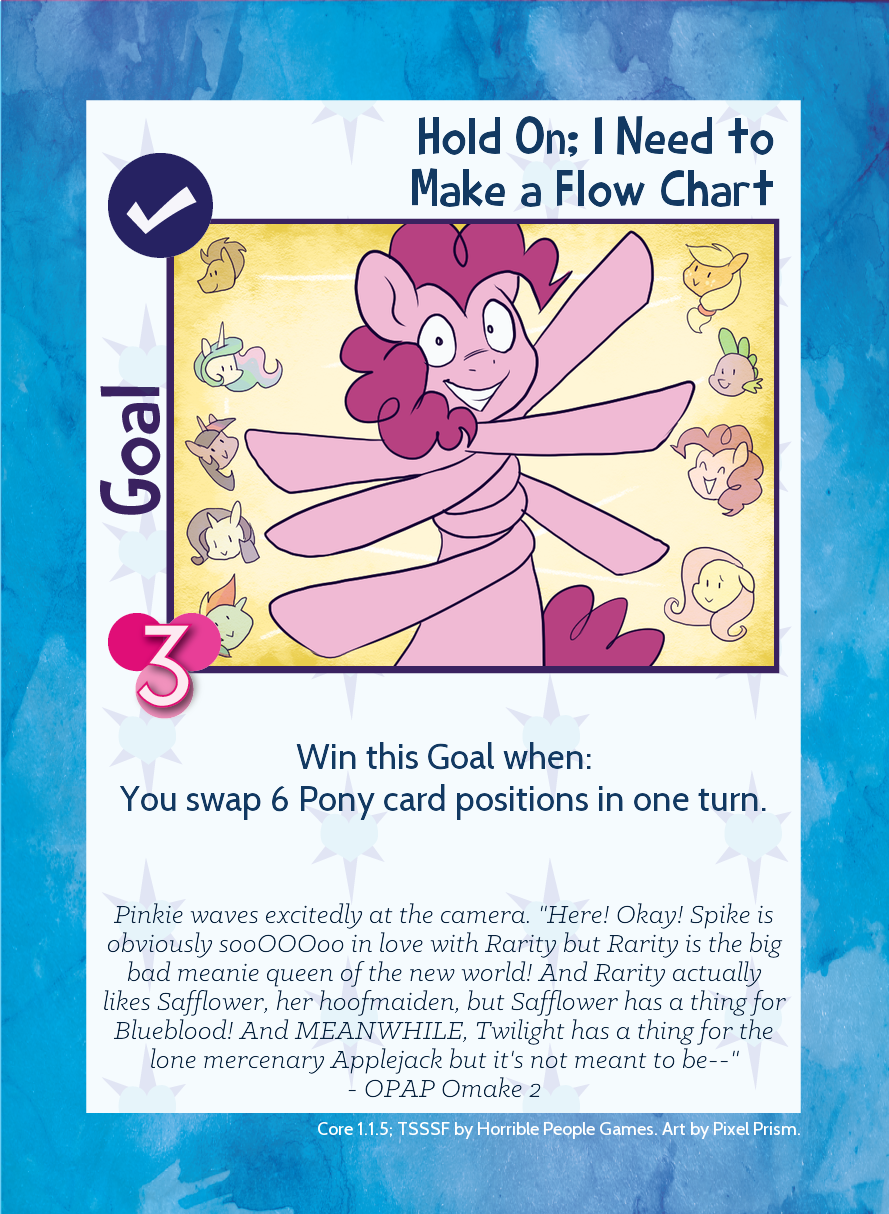 Hold On; I Need to
Make a Flow Chart
Goal
3
Win this Goal when:
You swap 6 Pony card positions in one turn.
Pinkie waves excitedly at the camera. "Here! Okay! Spike is
obviously sooOOOoo in love with Rarity but Rarity is the big
bad meanie queen of the new world! And Rarity actually
likes Safflower, her hoofmaiden, but Safflower has a thing for
Blueblood! And MEANWHILE, Twilight has a thing for the
lone mercenary Applejack but it's not meant to be--"
- OPAP Omake 2
Core 1.1.5; TSSSF by Horrible People Games. Art by Pixel Prism.